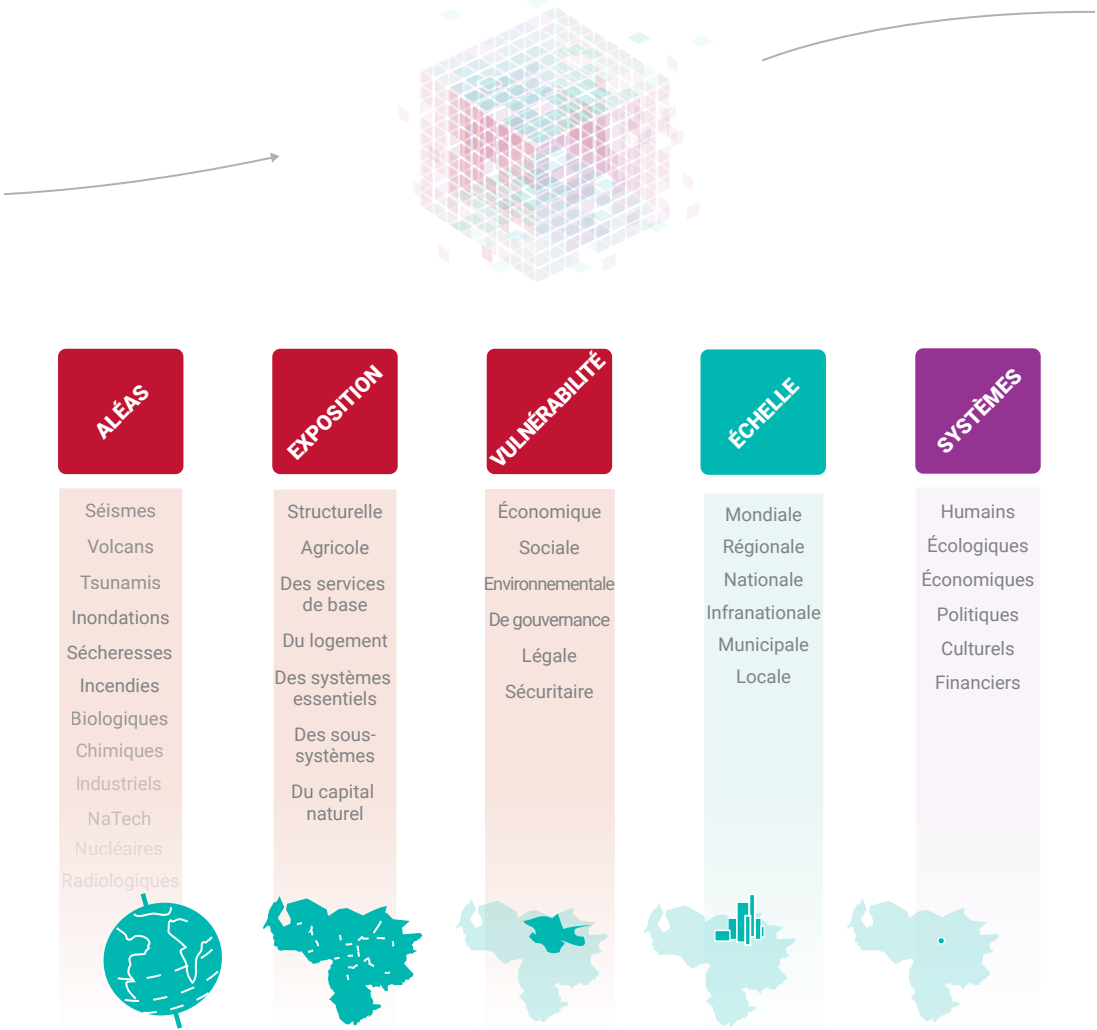 ALÉAS
Séismes
Volcans
Tsunamis
Inondations
Sécheresses
Incendies
Biologiques
Chimiques
Industriels
NaTech
Nucléaires
Radiologiques
EXPOSITION
Structurelle
Agricole
Des services
de base
Du logement
Des systèmes
essentiels
Des sous-
systèmes
Du capital
naturel
VULNÉRABILITÉ
Économique
Sociale
Environnementale
De gouvernance
Légale
Sécuritaire
ÉCHELLE
Mondiale
Régionale
Nationale
Infranationale
Municipale
Locale
SYSTÈMES
Humains
Écologiques
Économiques
Politiques
Culturels
Financiers